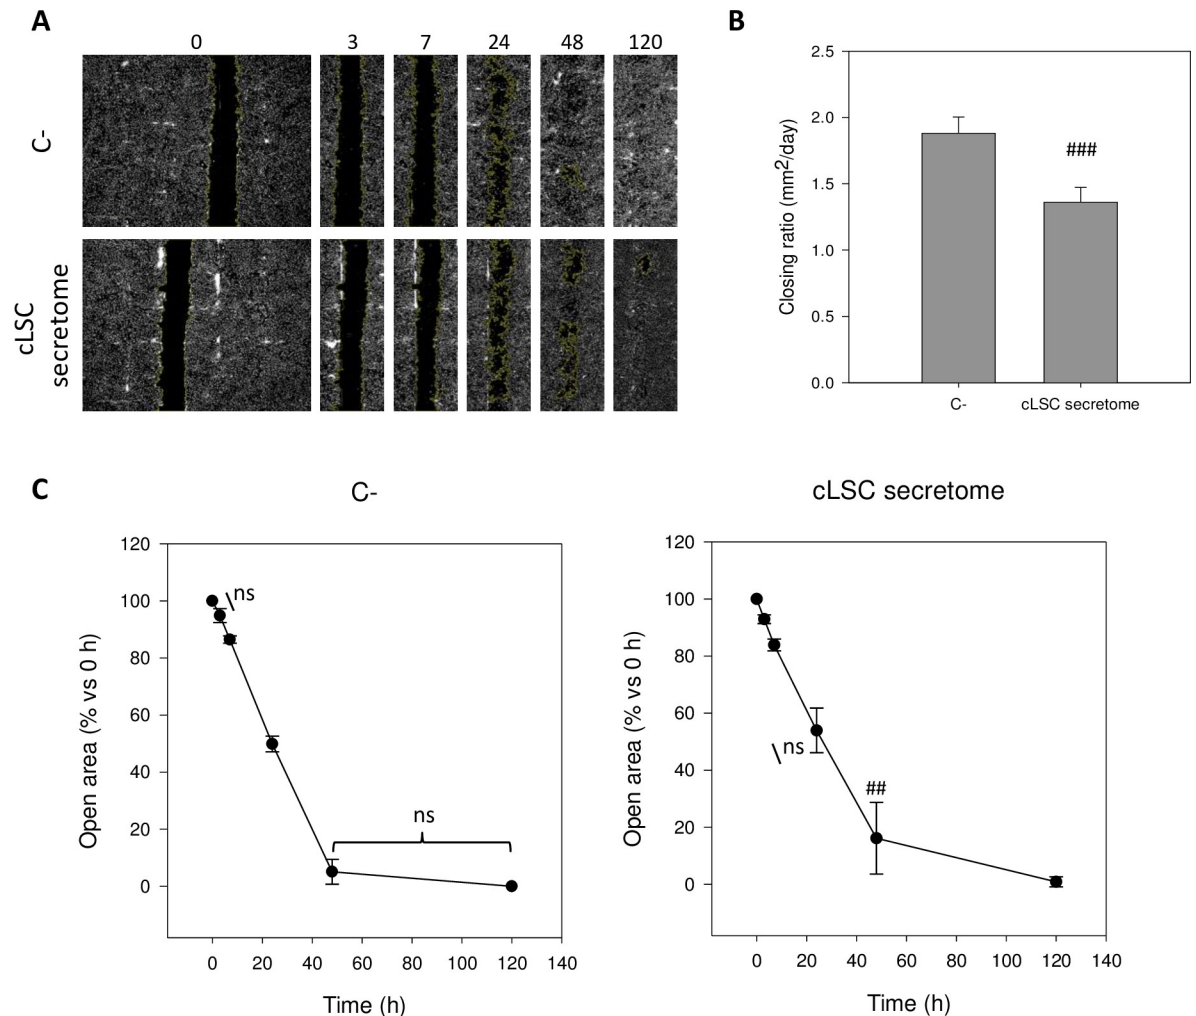 A
0 3 7 24 48 120
C-
cLSC
secretome
B
2.5
2.0
1.5
1.0
0.5
0.0
Closing ratio (mm2/day)
###
C- cLSC secretome
C
C-
120
100
80
60
40
20
0
Open area (% vs 0 h)
ns
ns
0 20 40 60 80 100 120 140
Time (h)
cLSC secretome
120
100
80
60
40
20
0
Open area (% vs 0 h)
ns
##
0 20 40 60 80 100 120 140
Time (h)